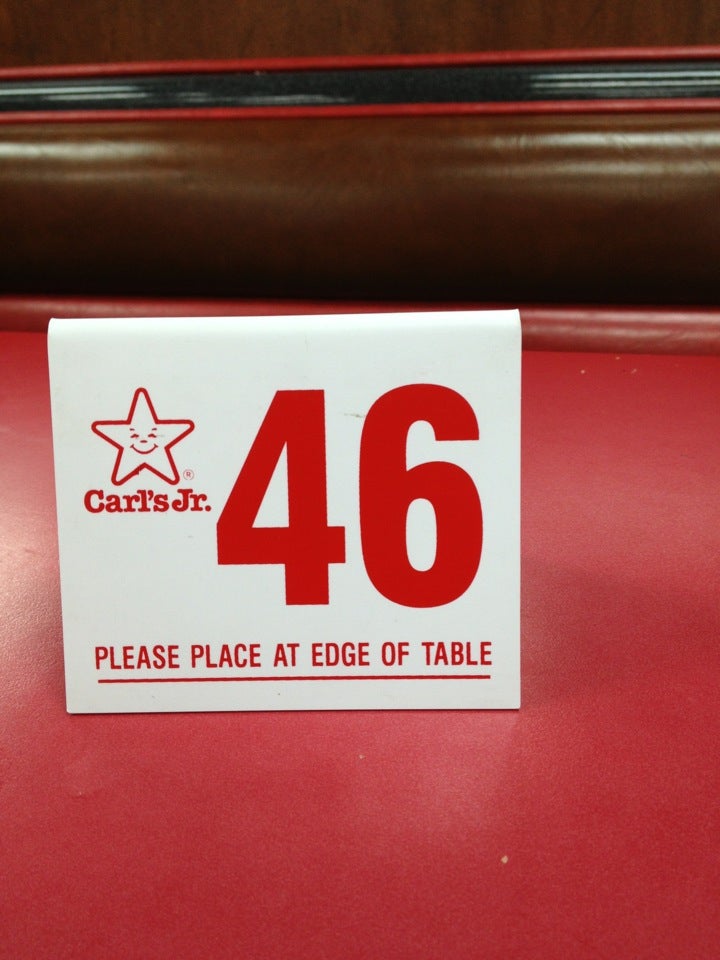 46
®
Carl's Jr.
PLEASE PLACE AT EDGE OF TABLE